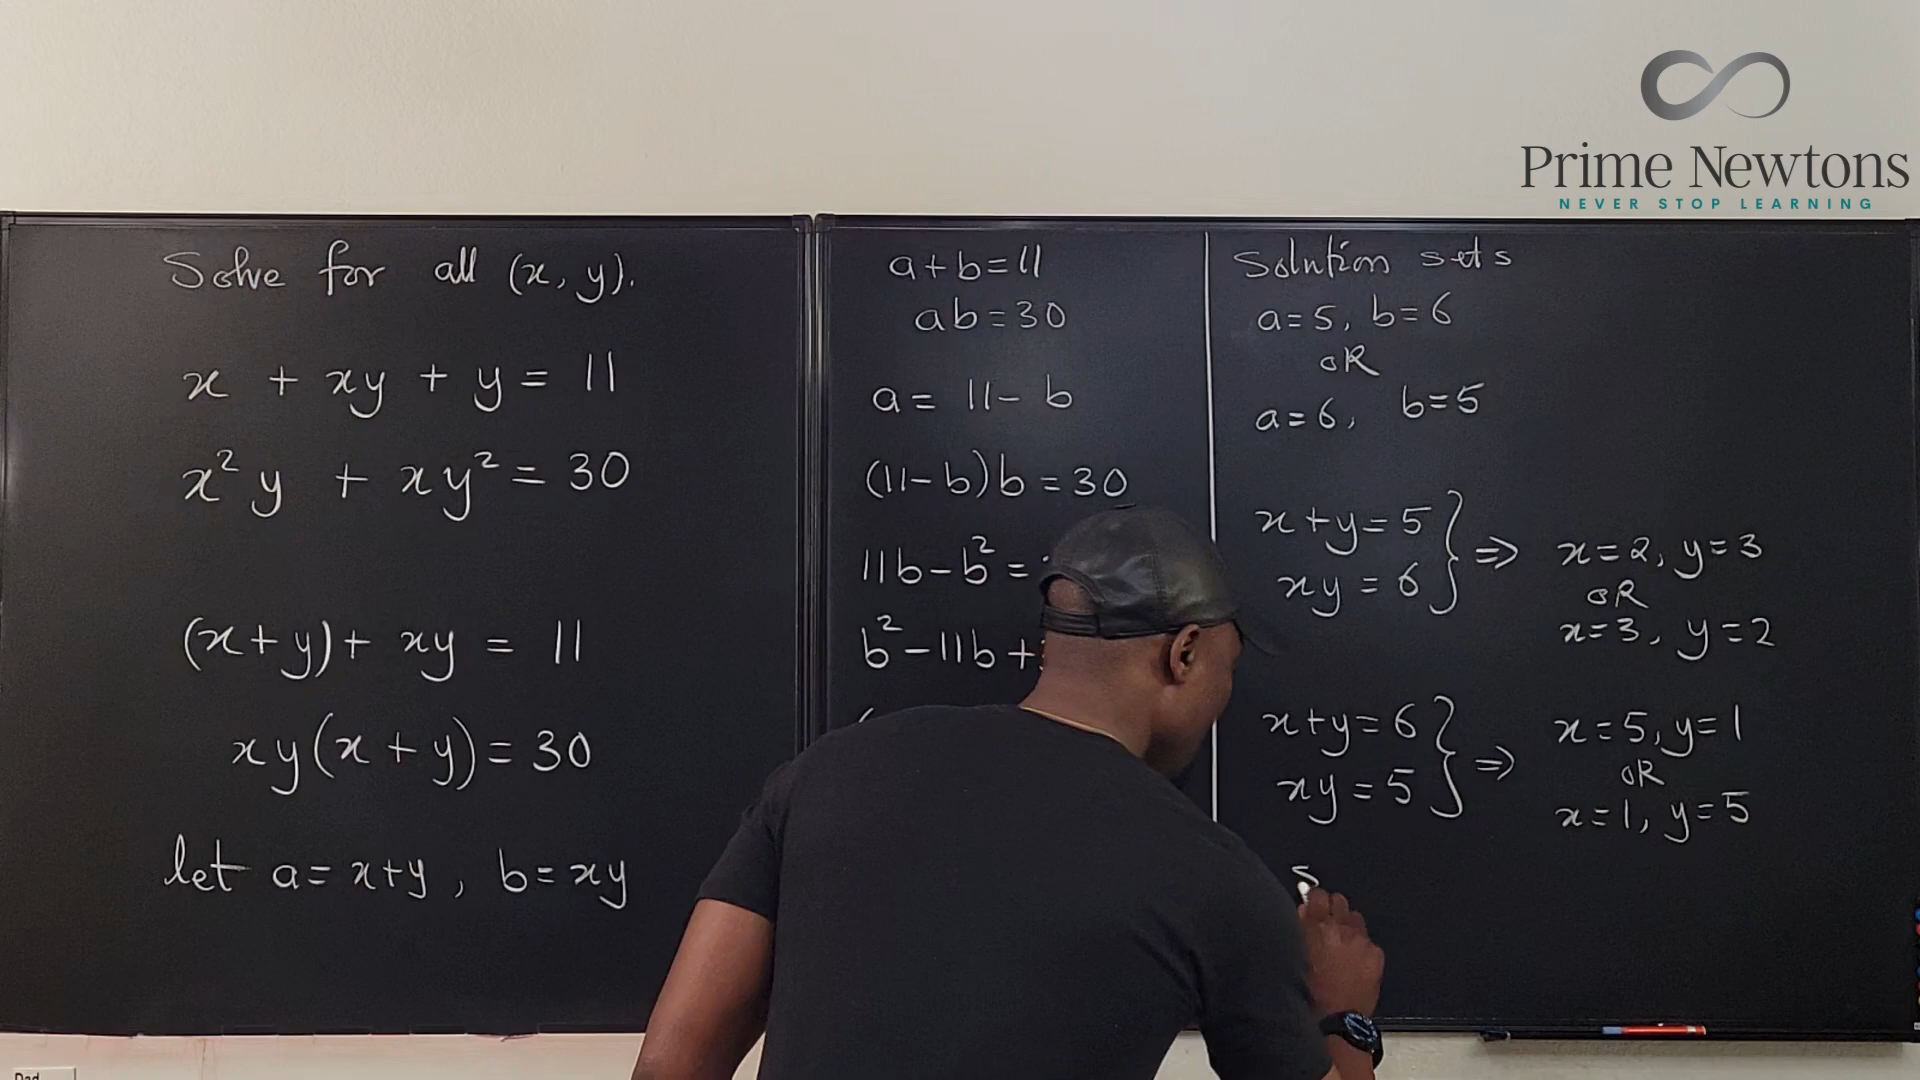 Prime Newtons
NEVER STOP LEARNING
Solve for all (x, y).
x + xy + y = 11
x² y + x y² = 30
(x+y)+ xy = 11
xy(x+y)= 30
let a= x+y , b= xy
a+b=11
ab=30
a= 11- b
(11-b)b=30
11b-b²=
b²-11b+
(
Solution sets
a=5, b=6
OR
a=6, b=5
x+y=5
xy=6
} ⇒ x=2, y=3
OR
x=3, y=2
x+y=6
xy=5
} ⇒ x=5, y=1
OR
x=1, y=5